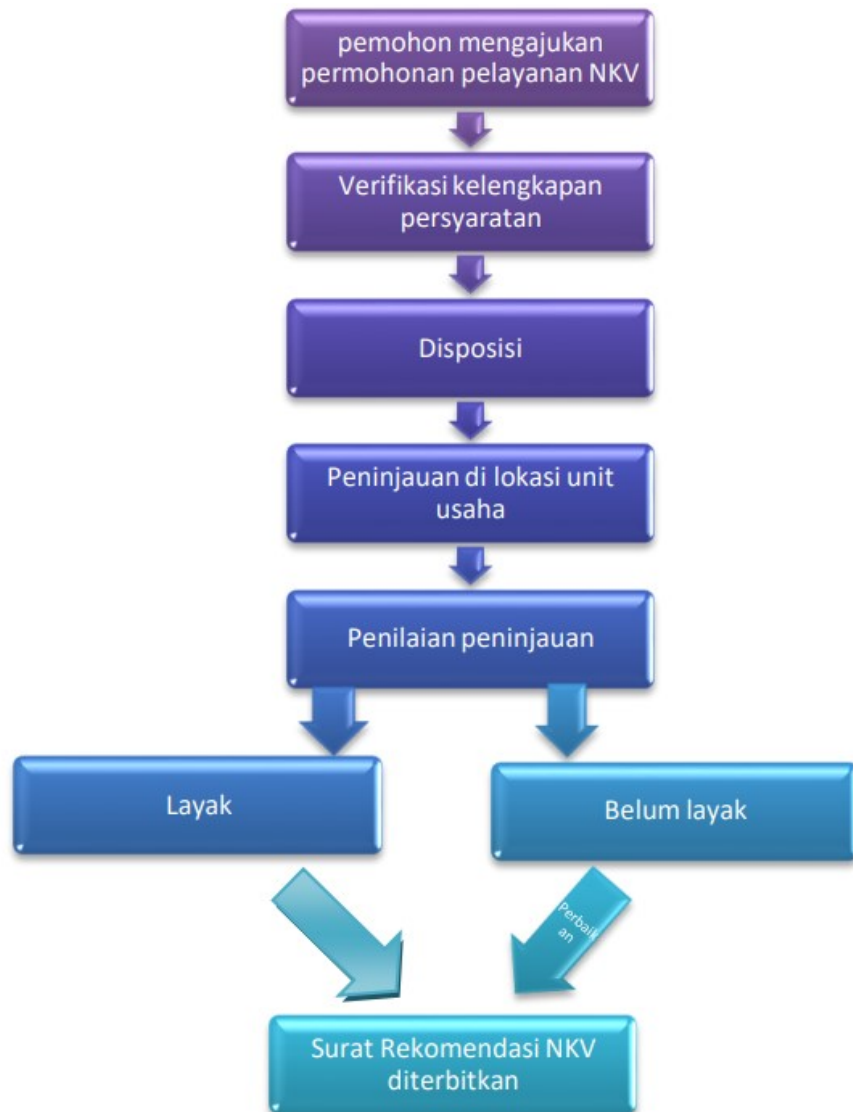 pemohon mengajukan
permohonan pelayanan NKV
Verifikasi kelengkapan
persyaratan
Disposisi
Peninjauan di lokasi unit
usaha
Penilaian peninjauan
Layak
Belum layak
Perbaik
an
Surat Rekomendasi NKV
diterbitkan